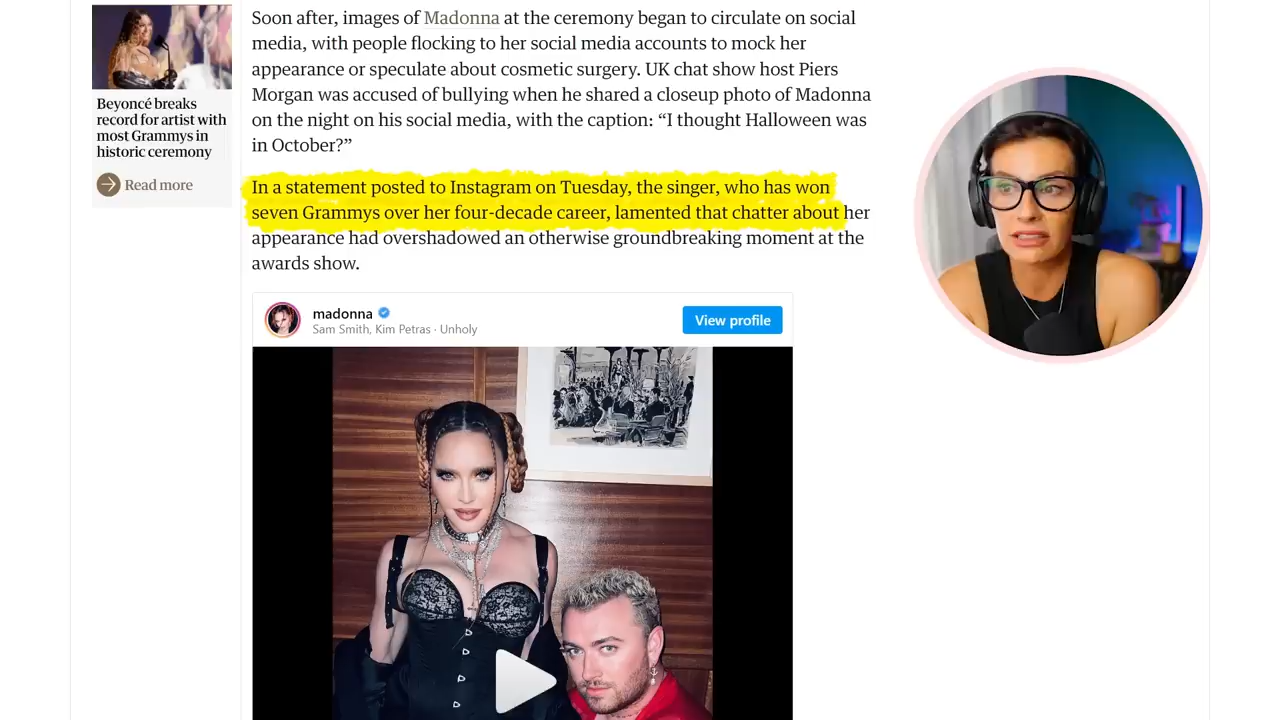 Soon after, images of Madonna at the ceremony began to circulate on social
media, with people flocking to her social media accounts to mock her
appearance or speculate about cosmetic surgery. UK chat show host Piers
Morgan was accused of bullying when he shared a closeup photo of Madonna
on the night on his social media, with the caption: “I thought Halloween was
in October?”
Beyoncé breaks
record for artist with
most Grammys in
historic ceremony
Read more
In a statement posted to Instagram on Tuesday, the singer, who has won
seven Grammys over her four-decade career, lamented that chatter about her
appearance had overshadowed an otherwise groundbreaking moment at the
awards show.
madonna
Sam Smith, Kim Petras · Unholy
View profile